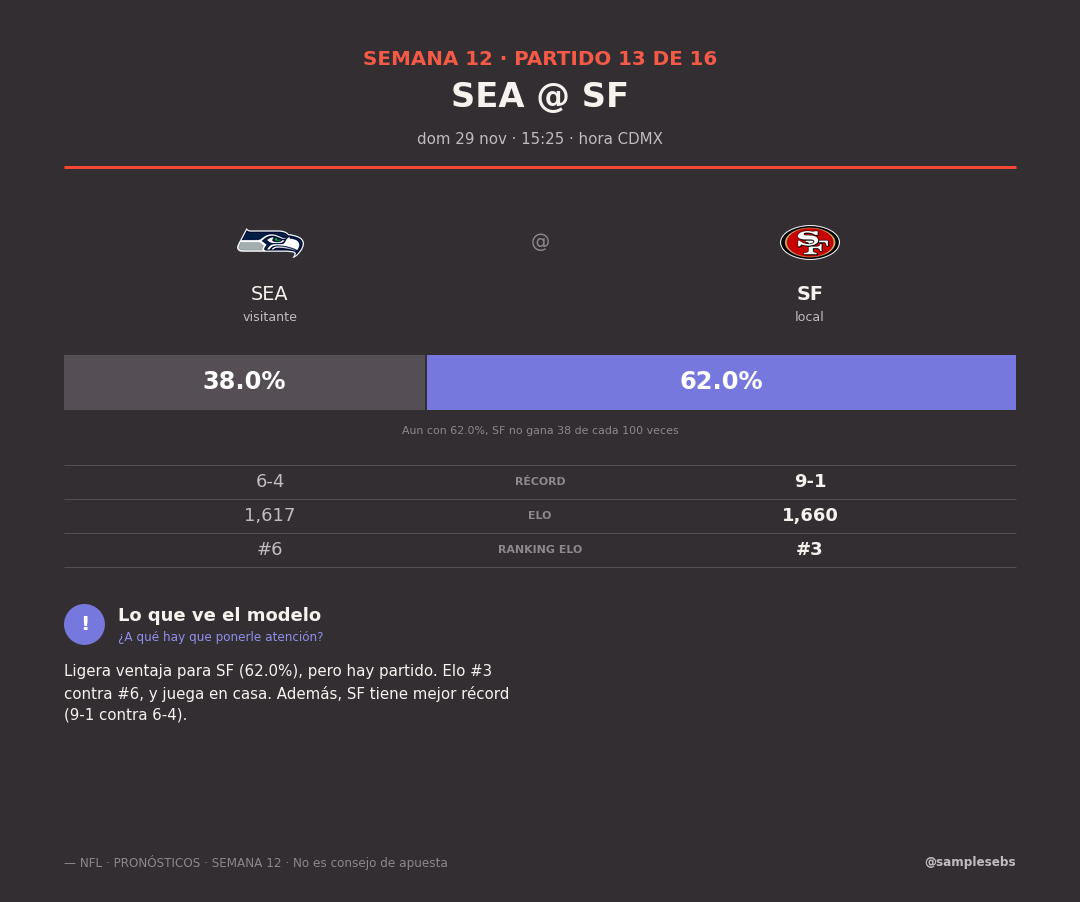 SEMANA 12 · PARTIDO 13 DE 16
SEA @ SF
dom 29 nov · 15:25 · hora CDMX
@
SF
SEA
SF
visitante
local
38.0%
62.0%
Aun con 62.0%, SF no gana 38 de cada 100 veces
6-4 RÉCORD 9-1
1,617 ELO 1,660
#6 RANKING ELO #3
!
Lo que ve el modelo
¿A qué hay que ponerle atención?
Ligera ventaja para SF (62.0%), pero hay partido. Elo #3
contra #6, y juega en casa. Además, SF tiene mejor récord
(9-1 contra 6-4).
— NFL · PRONÓSTICOS · SEMANA 12 · No es consejo de apuesta
@samplesebs